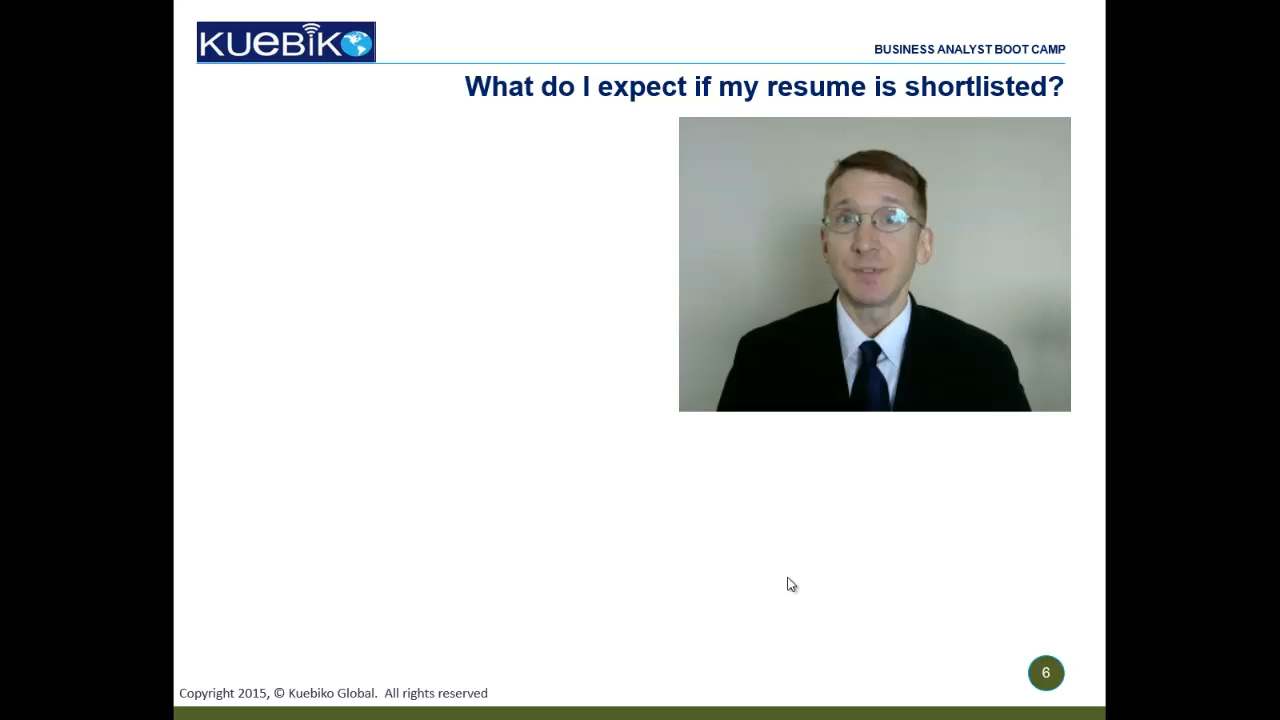 KUEBIKO
BUSINESS ANALYST BOOT CAMP
What do I expect if my resume is shortlisted?
6
Copyright 2015, © Kuebiko Global. All rights reserved